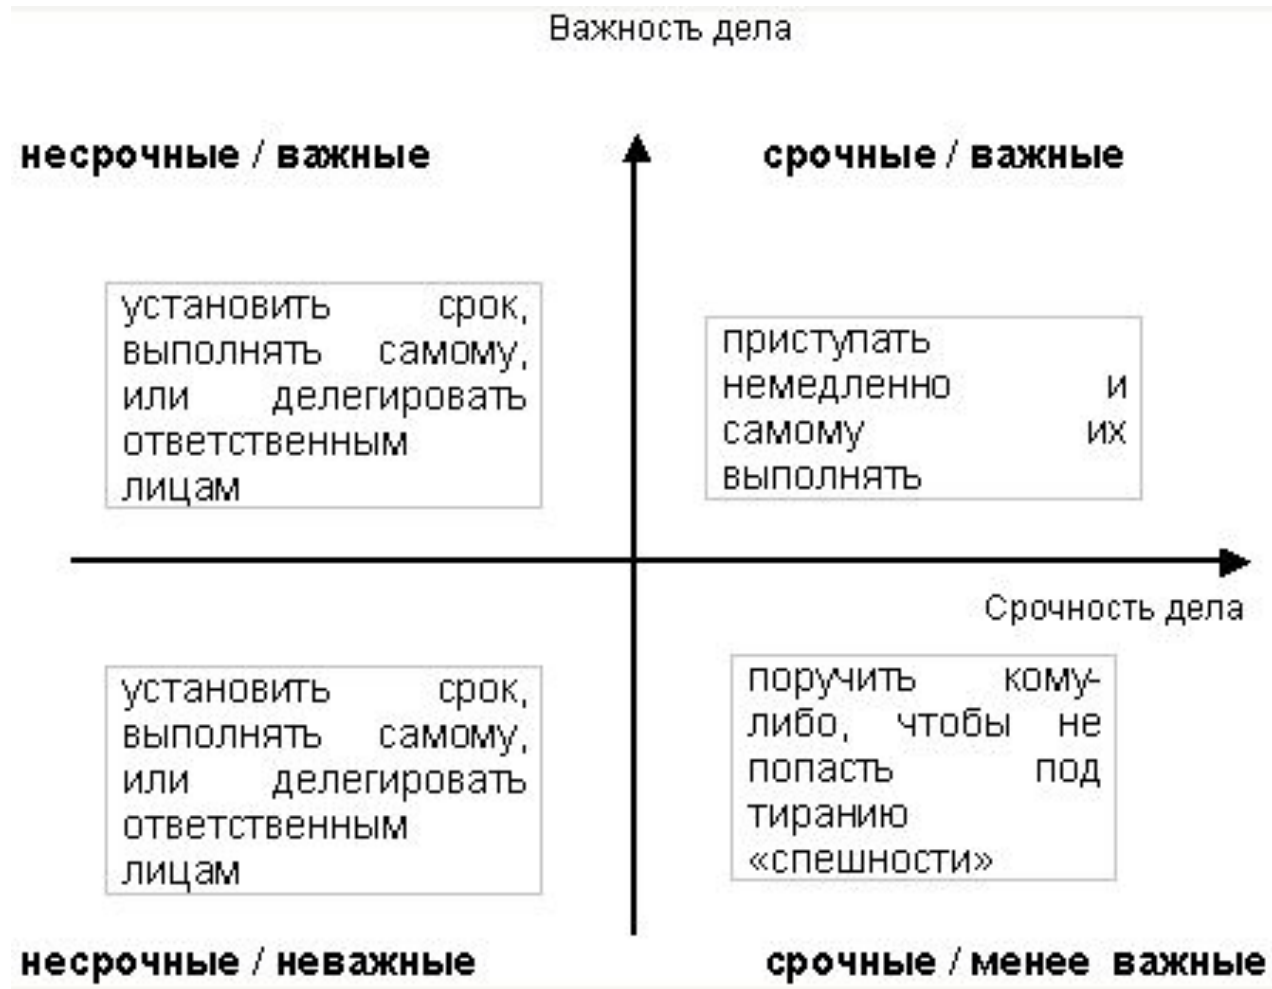 Важность дела
несрочные / важные
срочные / важные
установить срок,
выполнять самому,
или делегировать
ответственным
лицам
приступать
немедленно и
самому их
выполнять
Срочность дела
установить срок,
выполнять самому,
или делегировать
ответственным
лицам
поручить кому-
либо, чтобы не
попасть под
тиранию
«спешности»
несрочные / неважные
срочные / менее важные